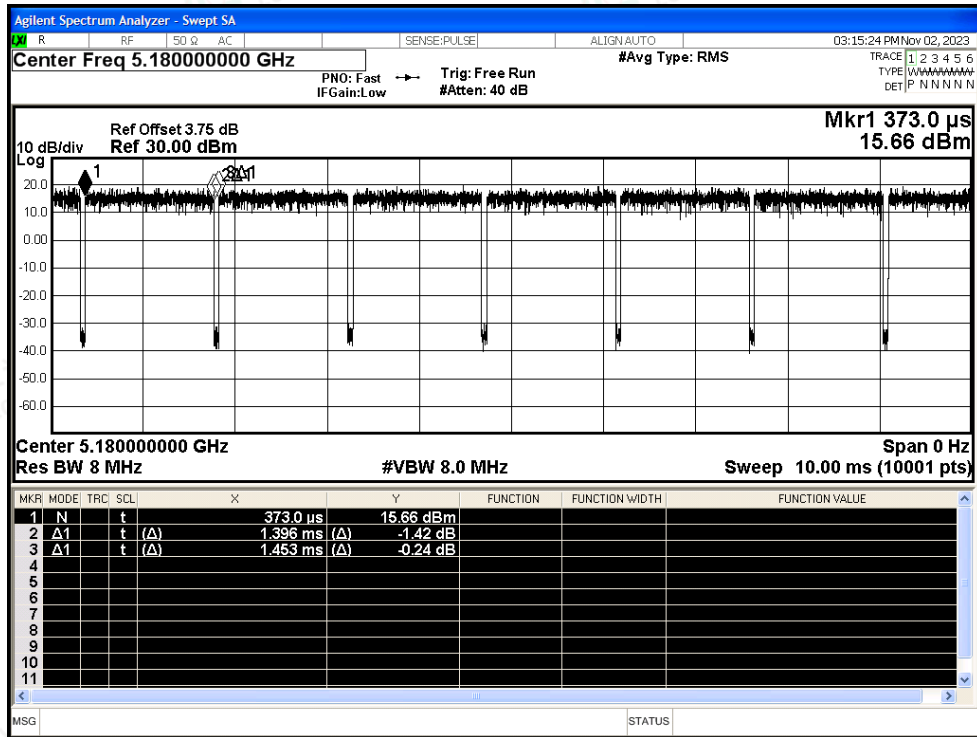 Agilent Spectrum Analyzer - Swept SA
LXI R RF 50 Ω AC SENSE:PULSE ALIGN AUTO 03:15:24 PM Nov 02, 2023
Center Freq 5.180000000 GHz
PNO: Fast
IFGain:Low
Trig: Free Run
#Atten: 40 dB
#Avg Type: RMS
TRACE 1 2 3 4 5 6
TYPE WWWWWW
DET P N N N N N
Mkr1 373.0 µs
15.66 dBm
Ref Offset 3.75 dB
10 dB/div Ref 30.00 dBm
Log
20.0
10.0
0.00
-10.0
-20.0
-30.0
-40.0
-50.0
-60.0
1
Center 5.180000000 GHz Span 0 Hz
Res BW 8 MHz #VBW 8.0 MHz Sweep 10.00 ms (10001 pts)
MKR MODE TRC SCL X Y FUNCTION FUNCTION WIDTH FUNCTION VALUE
1 N t 373.0 µs 15.66 dBm
2 Δ1 t (Δ) 1.396 ms (Δ) -1.42 dB
3 Δ1 t (Δ) 1.453 ms (Δ) -0.24 dB
4
5
6
7
8
9
10
11
MSG STATUS